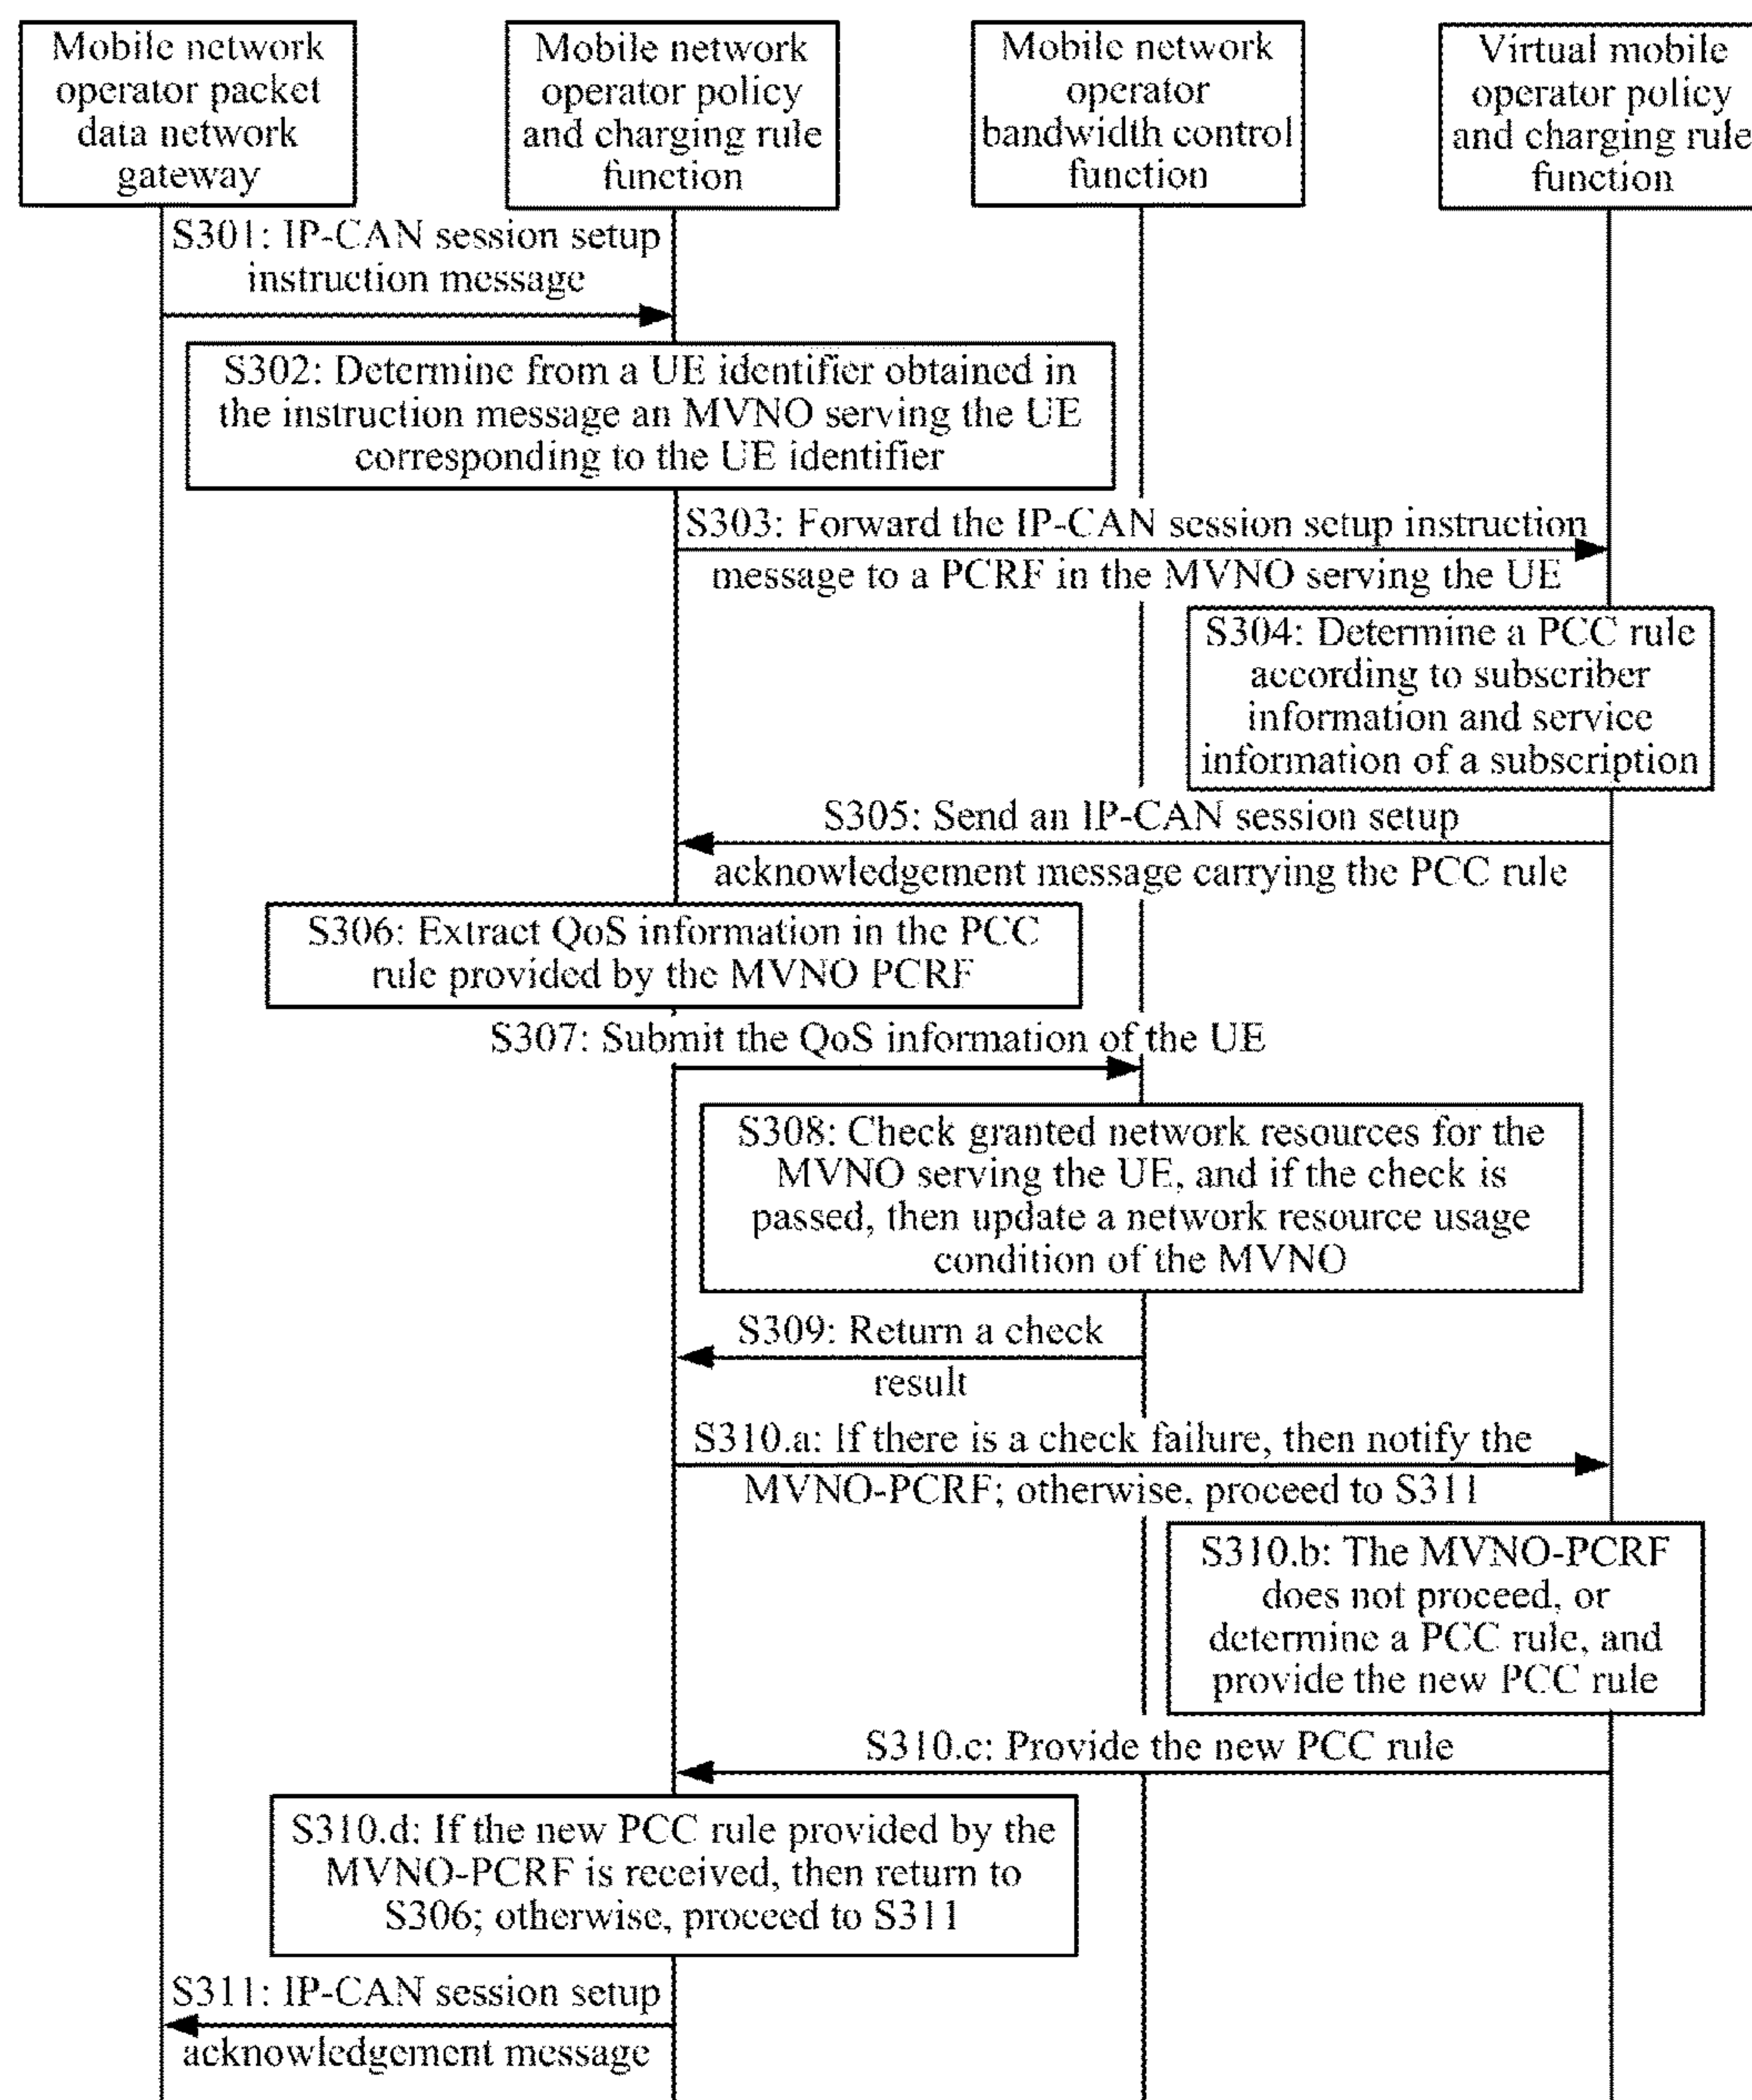 Mobile network
operator packet
data network
gateway
Mobile network
operator policy
and charging rule
function
Mobile network
operator
bandwidth control
function
Virtual mobile
operator policy
and charging rule
function
S301: IP-CAN session setup
instruction message
S302: Determine from a UE identifier obtained in
the instruction message an MVNO serving the UE
corresponding to the UE identifier
S303: Forward the IP-CAN session setup instruction
message to a PCRF in the MVNO serving the UE
S304: Determine a PCC rule
according to subscriber
information and service
information of a subscription
S305: Send an IP-CAN session setup
acknowledgement message carrying the PCC rule
S306: Extract QoS information in the PCC
rule provided by the MVNO PCRF
S307: Submit the QoS information of the UE
S308: Check granted network resources for the
MVNO serving the UE, and if the check is
passed, then update a network resource usage
condition of the MVNO
S309: Return a check
result
S310.a: If there is a check failure, then notify the
MVNO-PCRF; otherwise, proceed to S311
S310.b: The MVNO-PCRF
does not proceed, or
determine a PCC rule, and
provide the new PCC rule
S310.c: Provide the new PCC rule
S310.d: If the new PCC rule provided by the
MVNO-PCRF is received, then return to
S306; otherwise, proceed to S311
S311: IP-CAN session setup
acknowledgement message